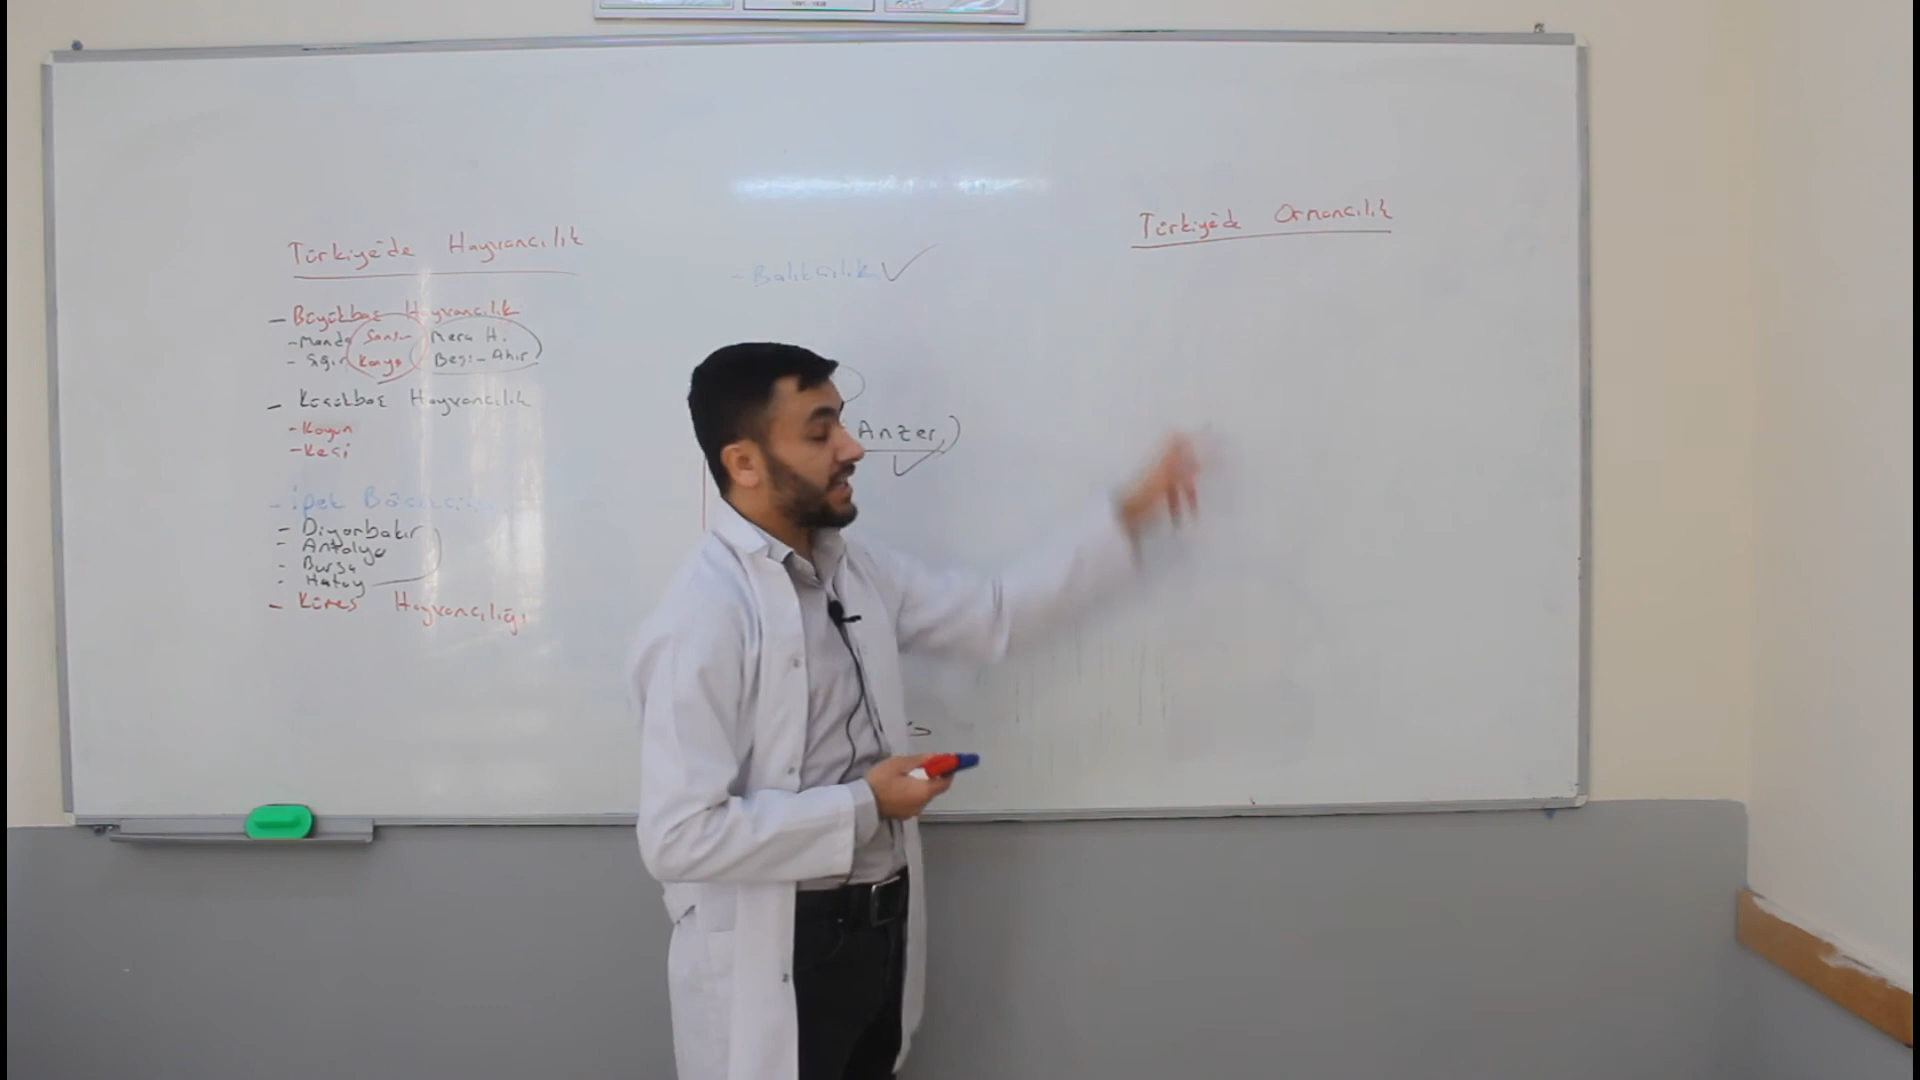 Türkiye'de Hayvancılık
- Büyükbaş Hayvancılık
- Manda Mera H.
- Sığır Konya Besi - Ahır
- Küçükbaş Hayvancılık
- Koyun
- Keçi
- İpek
- Diyarbakır
- Antalya
- Bursa
- Hatay
- Kümes Hayvancılığı
- Balıkçılık ✓
Anzer )
Türkiye'de Ormancılık